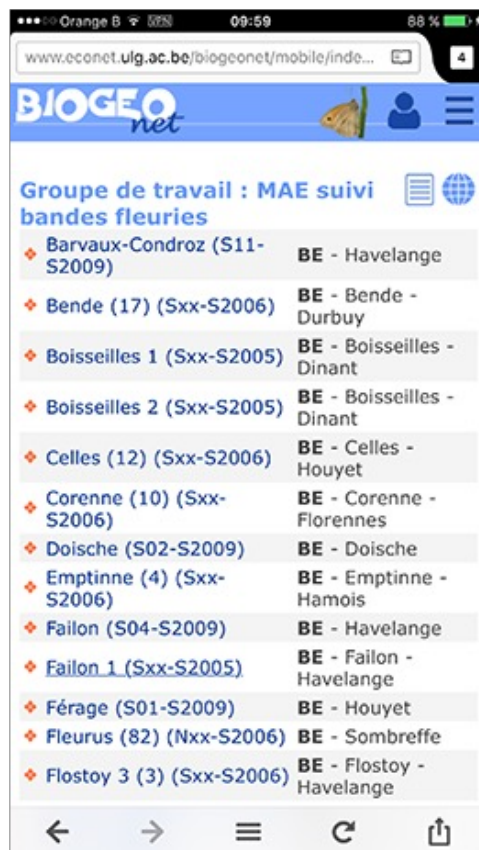 Orange B VPN 09:59 88 %
www.econet.ulg.ac.be/biogeonet/mobile/inde... 4
BIOGEO
net
Groupe de travail : MAE suivi
bandes fleuries
Barvaux-Condroz (S11-
S2009)
BE - Havelange
Bende (17) (Sxx-S2006)
BE - Bende -
Durbuy
Boisseilles 1 (Sxx-S2005)
BE - Boisseilles -
Dinant
Boisseilles 2 (Sxx-S2005)
BE - Boisseilles -
Dinant
Celles (12) (Sxx-S2006)
BE - Celles -
Houyet
Corenne (10) (Sxx-
S2006)
BE - Corenne -
Florennes
Doische (S02-S2009)
BE - Doische
Emptinne (4) (Sxx-
S2006)
BE - Emptinne -
Hamois
Failon (S04-S2009)
BE - Havelange
Failon 1 (Sxx-S2005)
BE - Failon -
Havelange
Férage (S01-S2009)
BE - Houyet
Fleurus (82) (Nxx-S2006)
BE - Sombreffe
Flostoy 3 (3) (Sxx-S2006)
BE - Flostoy -
Havelange